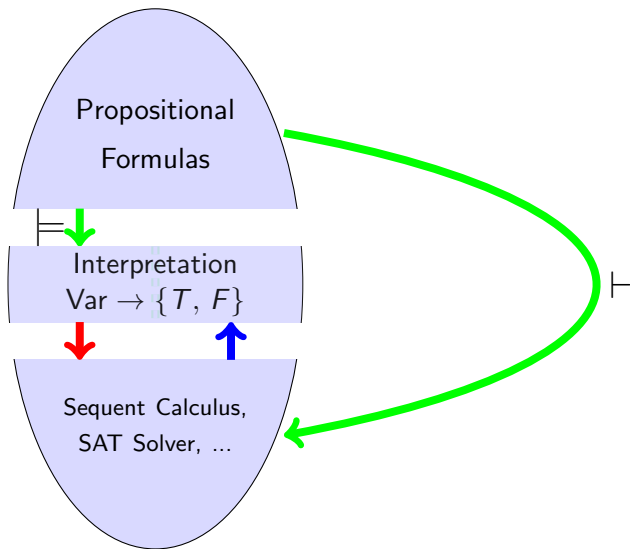 Propositional
Formulas
⊨
Interpretation
Var → {T, F}
⊢
Sequent Calculus,
SAT Solver, ...